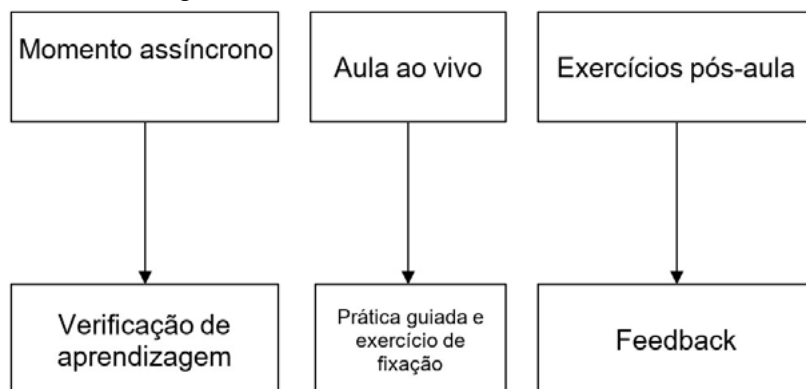 Momento assíncrono
Aula ao vivo
Exercícios pós-aula
Verificação de
aprendizagem
Prática guiada e
exercício de
fixação
Feedback